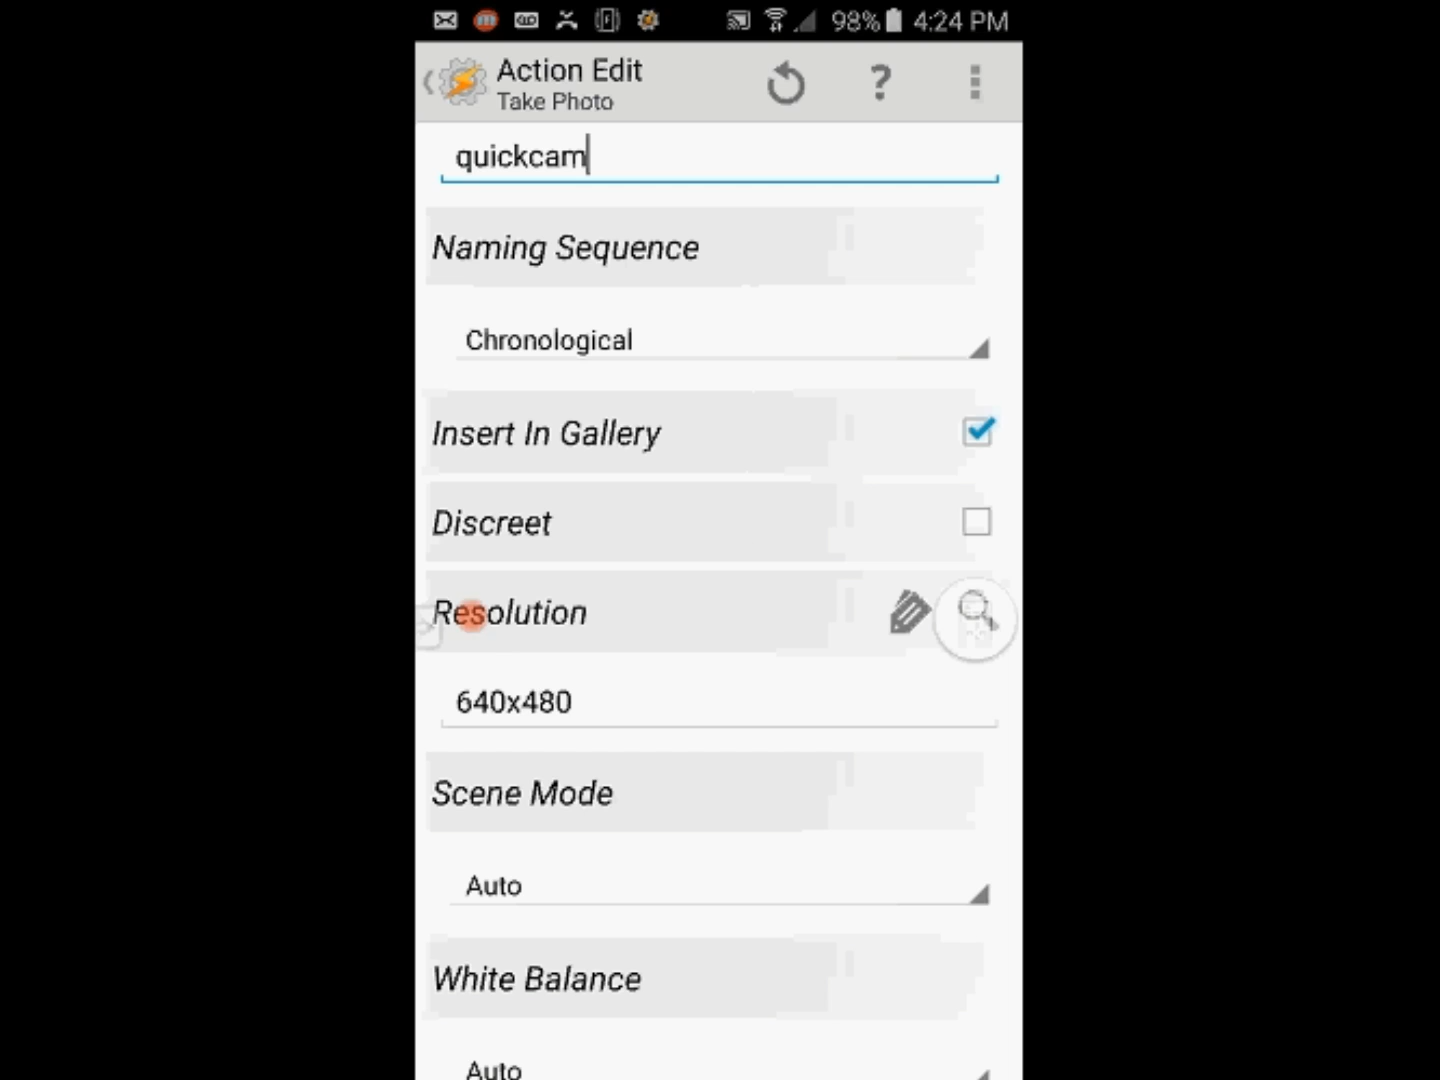 98% 4:24 PM
Action Edit
Take Photo
?
quickcam
Naming Sequence
Chronological
Insert In Gallery
Discreet
Resolution
640x480
Scene Mode
Auto
White Balance
Auto